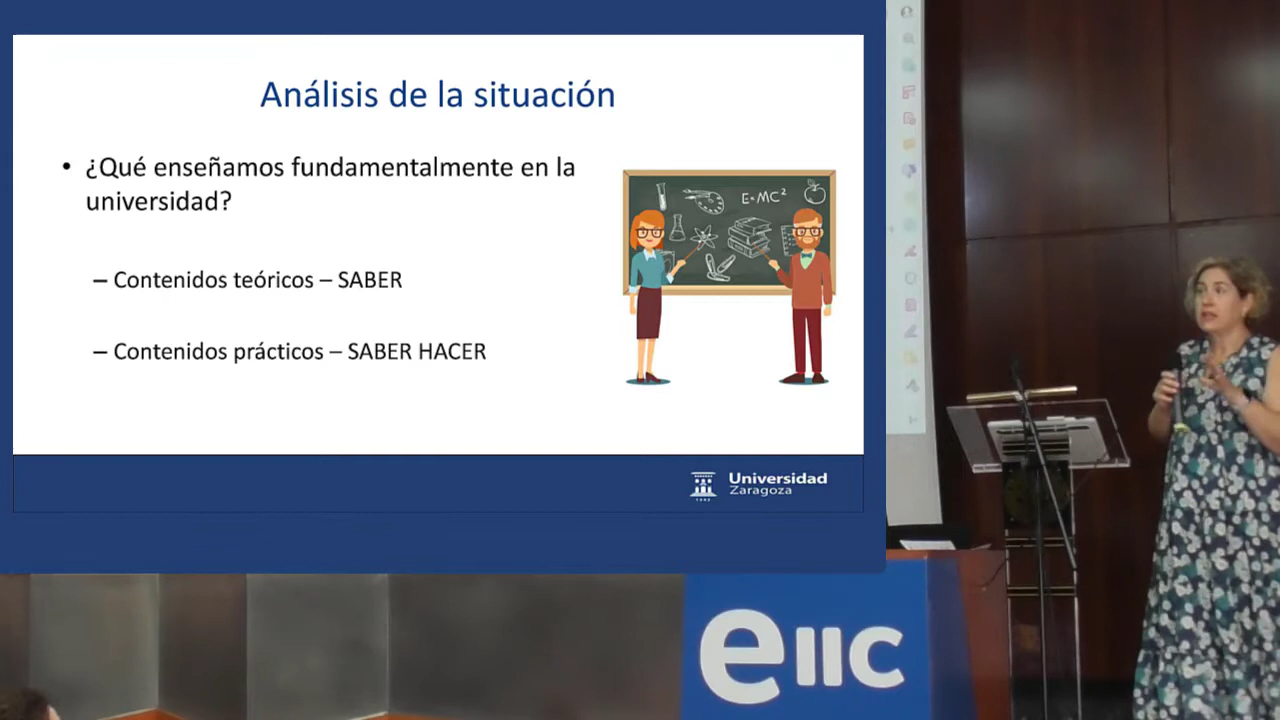 Análisis de la situación
• ¿Qué enseñamos fundamentalmente en la
universidad?
– Contenidos teóricos – SABER
– Contenidos prácticos – SABER HACER
E=MC²
Universidad
Zaragoza
1542
eiic